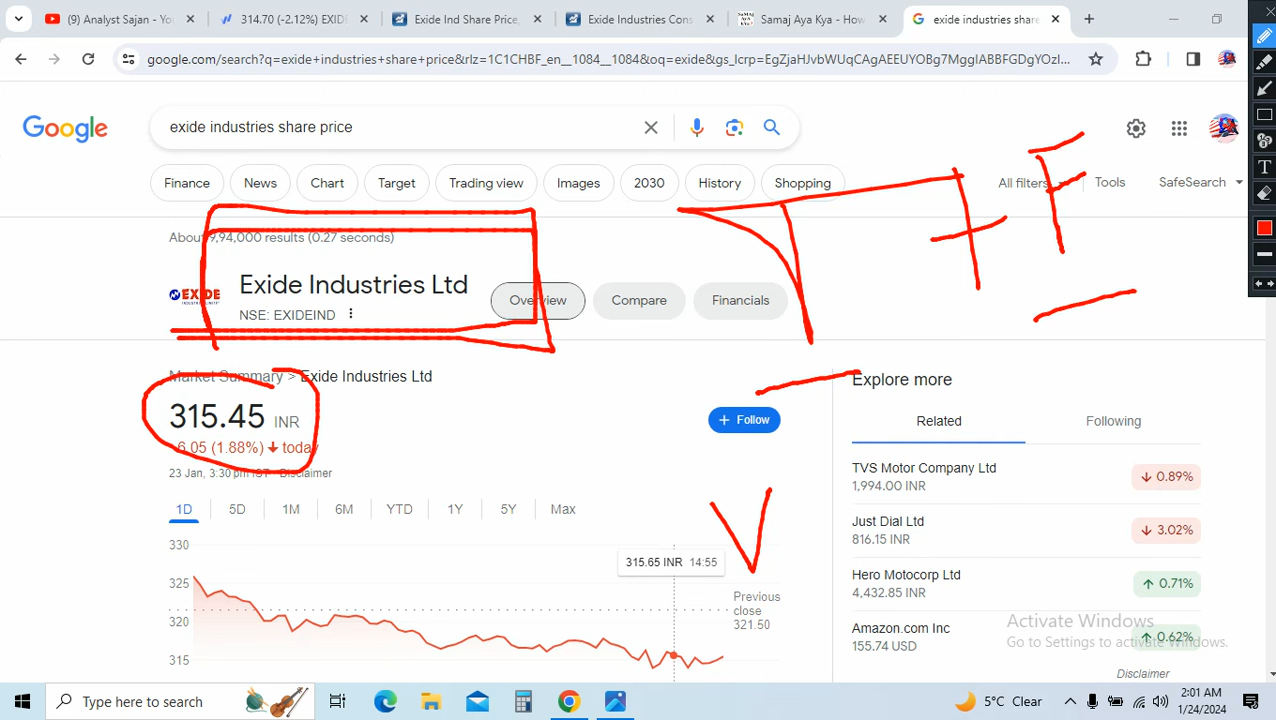 (9) Analyst Sajan - Yo
314.70 (-2.12%) EXIDE
Exide Ind Share Price,
Exide Industries Cons
Samaj Aya Kya - How
exide industries share
google.com/search?q=exide+industries+share+price&rlz=1C1CHBF_
Google
exide industries share price
Finance
News
Chart
Target
Trading view
Images
2030
History
Shopping
All filters
Tools
SafeSearch
T + F
About 9,94,000 results (0.27 seconds)
EXIDE
Exide Industries Ltd
NSE: EXIDEIND
Overview
Compare
Financials
Market Summary > Exide Industries Ltd
315.45 INR
6.05 (1.88%) ↓ today
23 Jan, 3:30 pm IST · Disclaimer
+ Follow
1D
5D
1M
6M
YTD
1Y
5Y
Max
V
330
325
320
315
315.65 INR 14:55
Previous
close
321.50
Explore more
Related
Following
TVS Motor Company Ltd
1,994.00 INR
↓ 0.89%
Just Dial Ltd
816.15 INR
↓ 3.02%
Hero Motocorp Ltd
4,432.85 INR
↑ 0.71%
Amazon.com Inc
155.74 USD
↑ 0.62%
Activate Windows
Go to Settings to activate Windows.
Disclaimer
Type here to search
5°C Clear
2:01 AM
1/24/2024